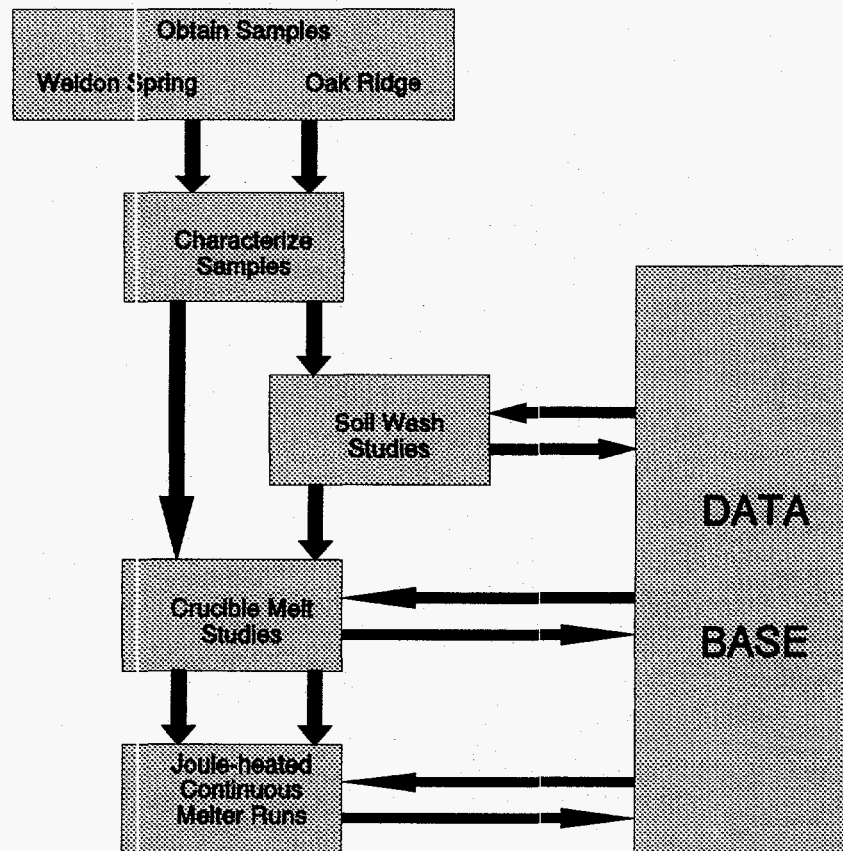 Obtain Samples
Weldon Spring Oak Ridge
Characterize
Samples
Soil Wash
Studies
DATA
BASE
Crucible Melt
Studies
Joule-heated
Continuous
Melter Runs